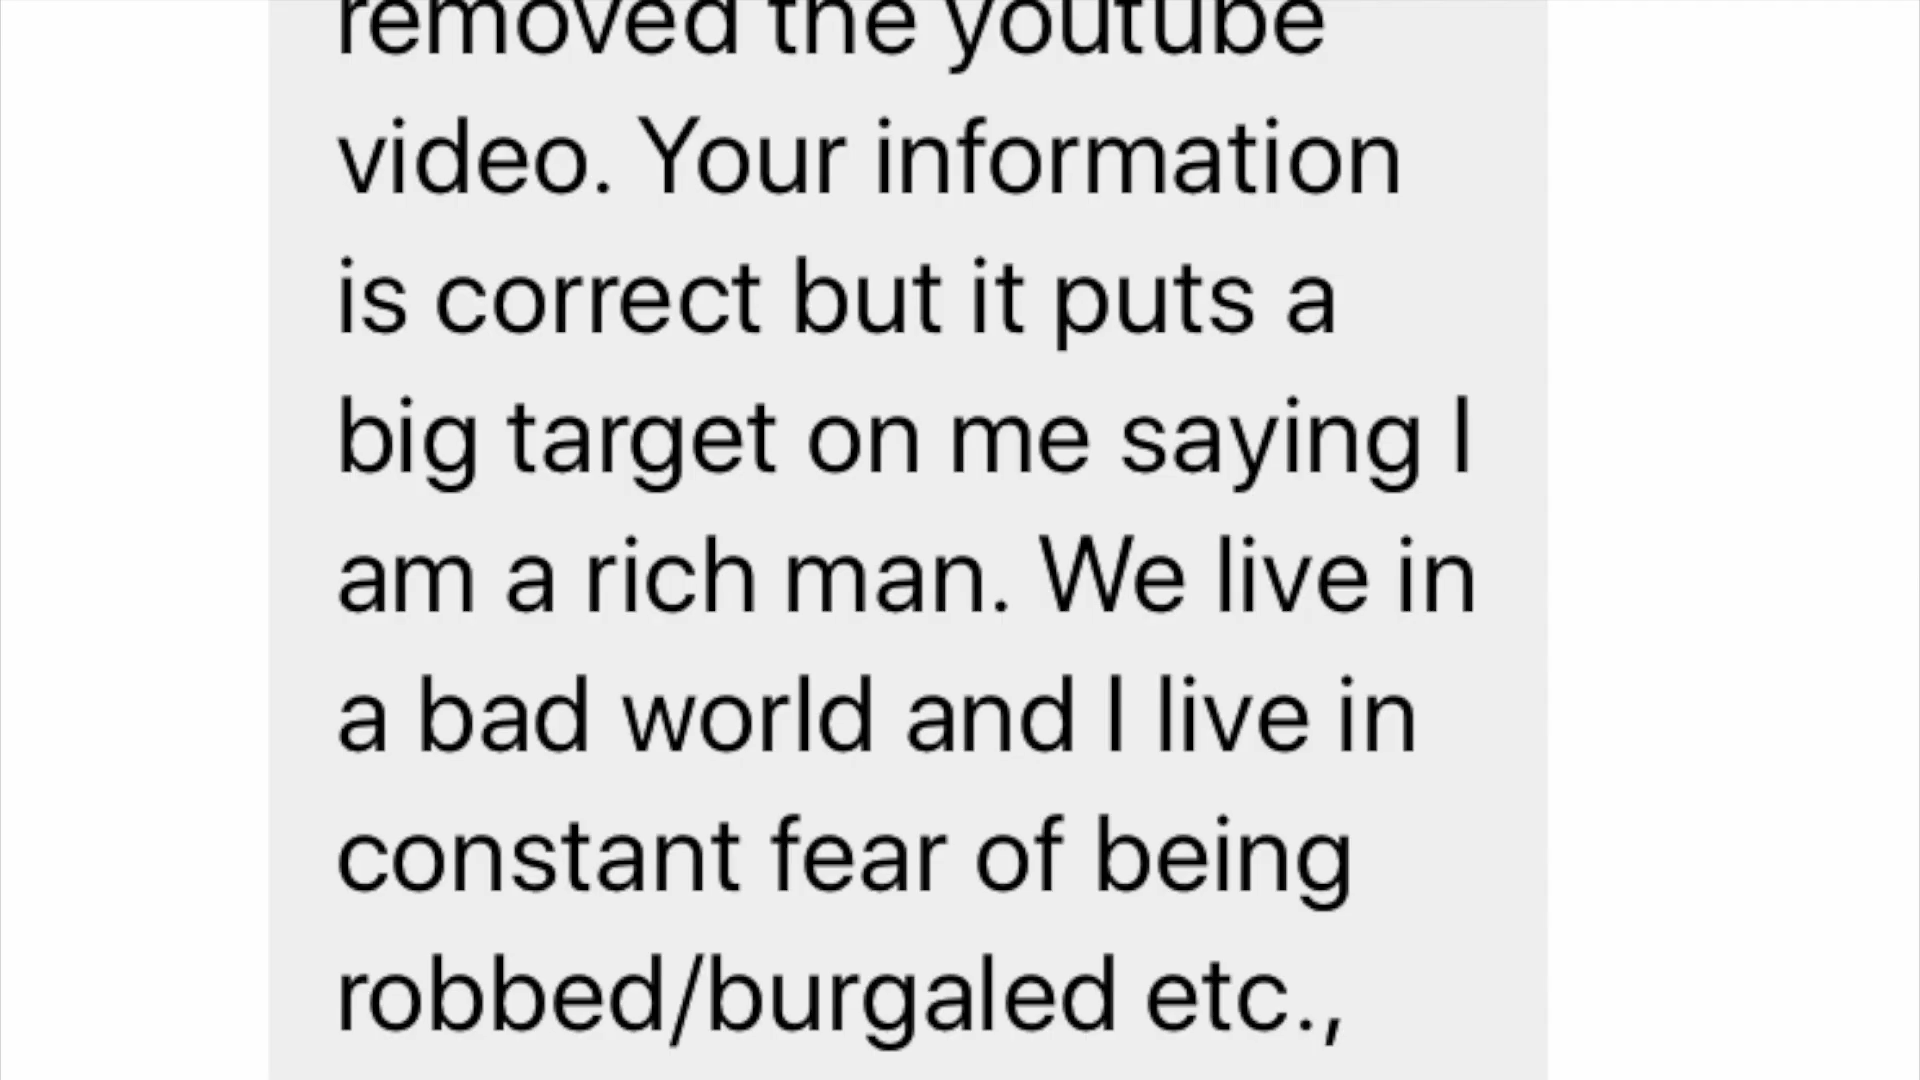 removed the youtube
video. Your information
is correct but it puts a
big target on me saying I
am a rich man. We live in
a bad world and I live in
constant fear of being
robbed/burgaled etc.,